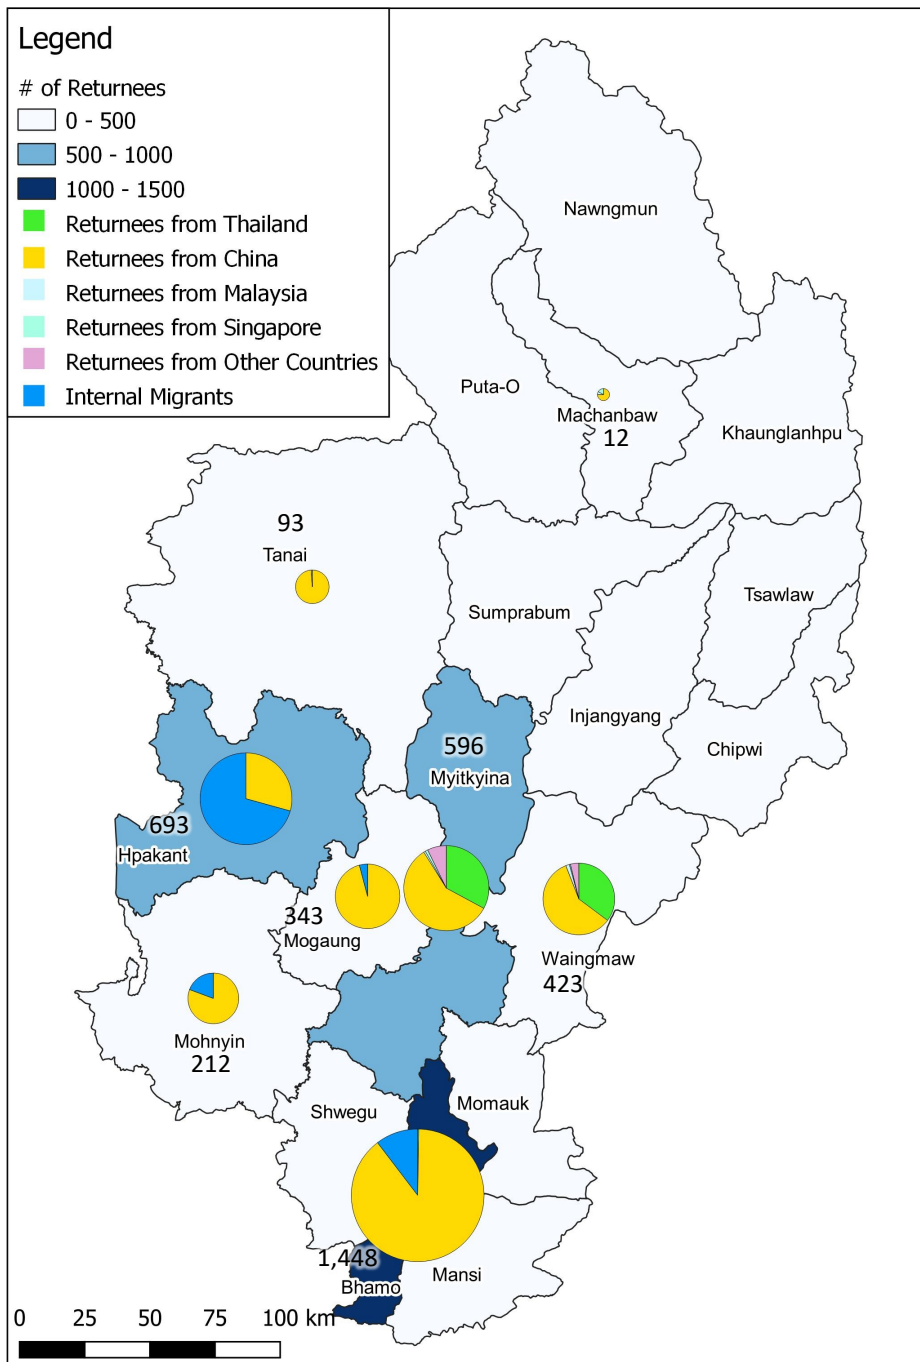 Legend
# of Returnees
0 - 500
500 - 1000
1000 - 1500
Returnees from Thailand
Returnees from China
Returnees from Malaysia
Returnees from Singapore
Returnees from Other Countries
Internal Migrants
Nawngmun
Puta-O
Machanbaw
12
Khaunglanhpu
93
Tanai
Sumprabum
Tsawlaw
Injangyang
Chipwi
596
Myitkyina
693
Hpakant
343
Mogaung
Waingmaw
423
Mohnyin
212
Shwegu
Momauk
1,448
Bhamo
Mansi
0 25 50 75 100 km